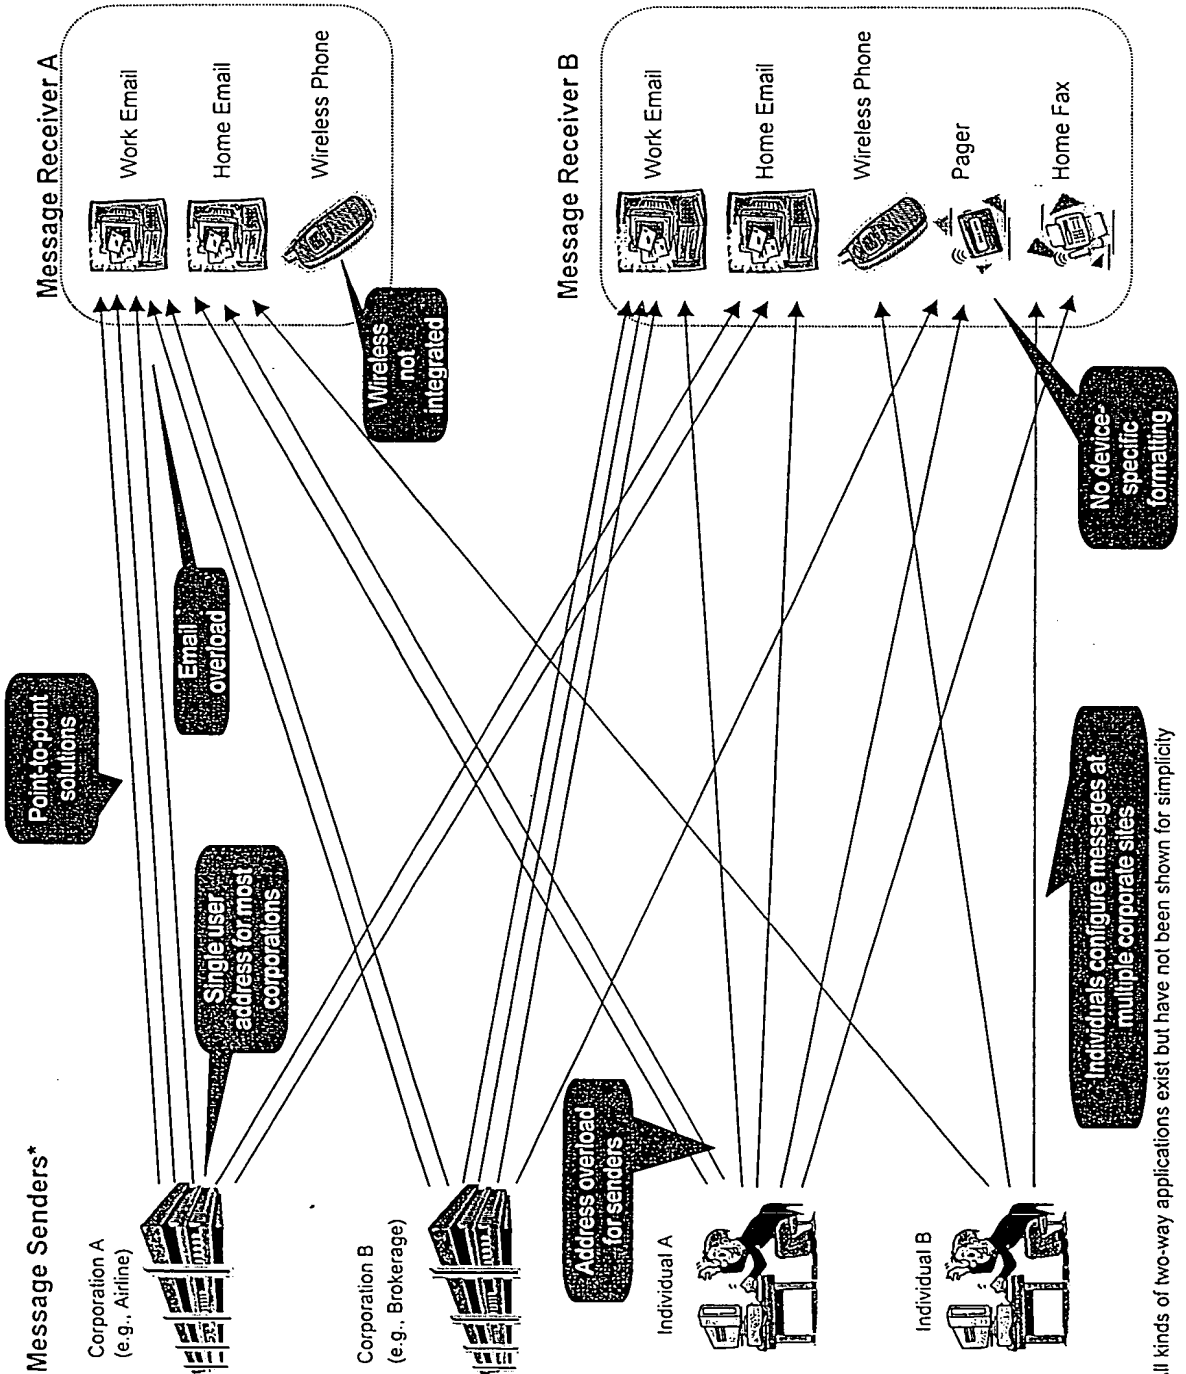 Message Senders*
Corporation A
(e.g., Airline)
Corporation B
(e.g., Brokerage)
Individual A
Individual B
Point-to-point
solutions
Single user
address for most
corporations
Email
overload
Address overload
for senders
Individuals configure messages at
multiple corporate sites
Wireless
not
integrated
No device-
specific
formatting
Message Receiver A
Work Email
Home Email
Wireless Phone
Message Receiver B
Work Email
Home Email
Wireless Phone
Pager
Home Fax
kinds of two-way applications exist but have not been shown for simplicity